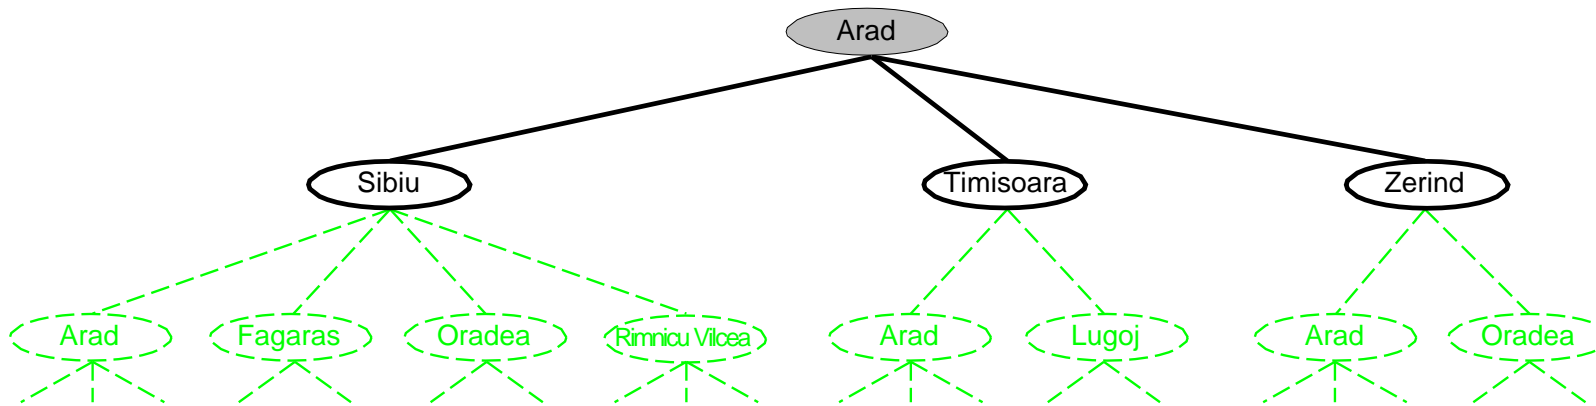 Arad
Sibiu
Timisoara
Zerind
Arad
Fagaras
Oradea
Rimnicu Vilcea
Arad
Lugoj
Arad
Oradea